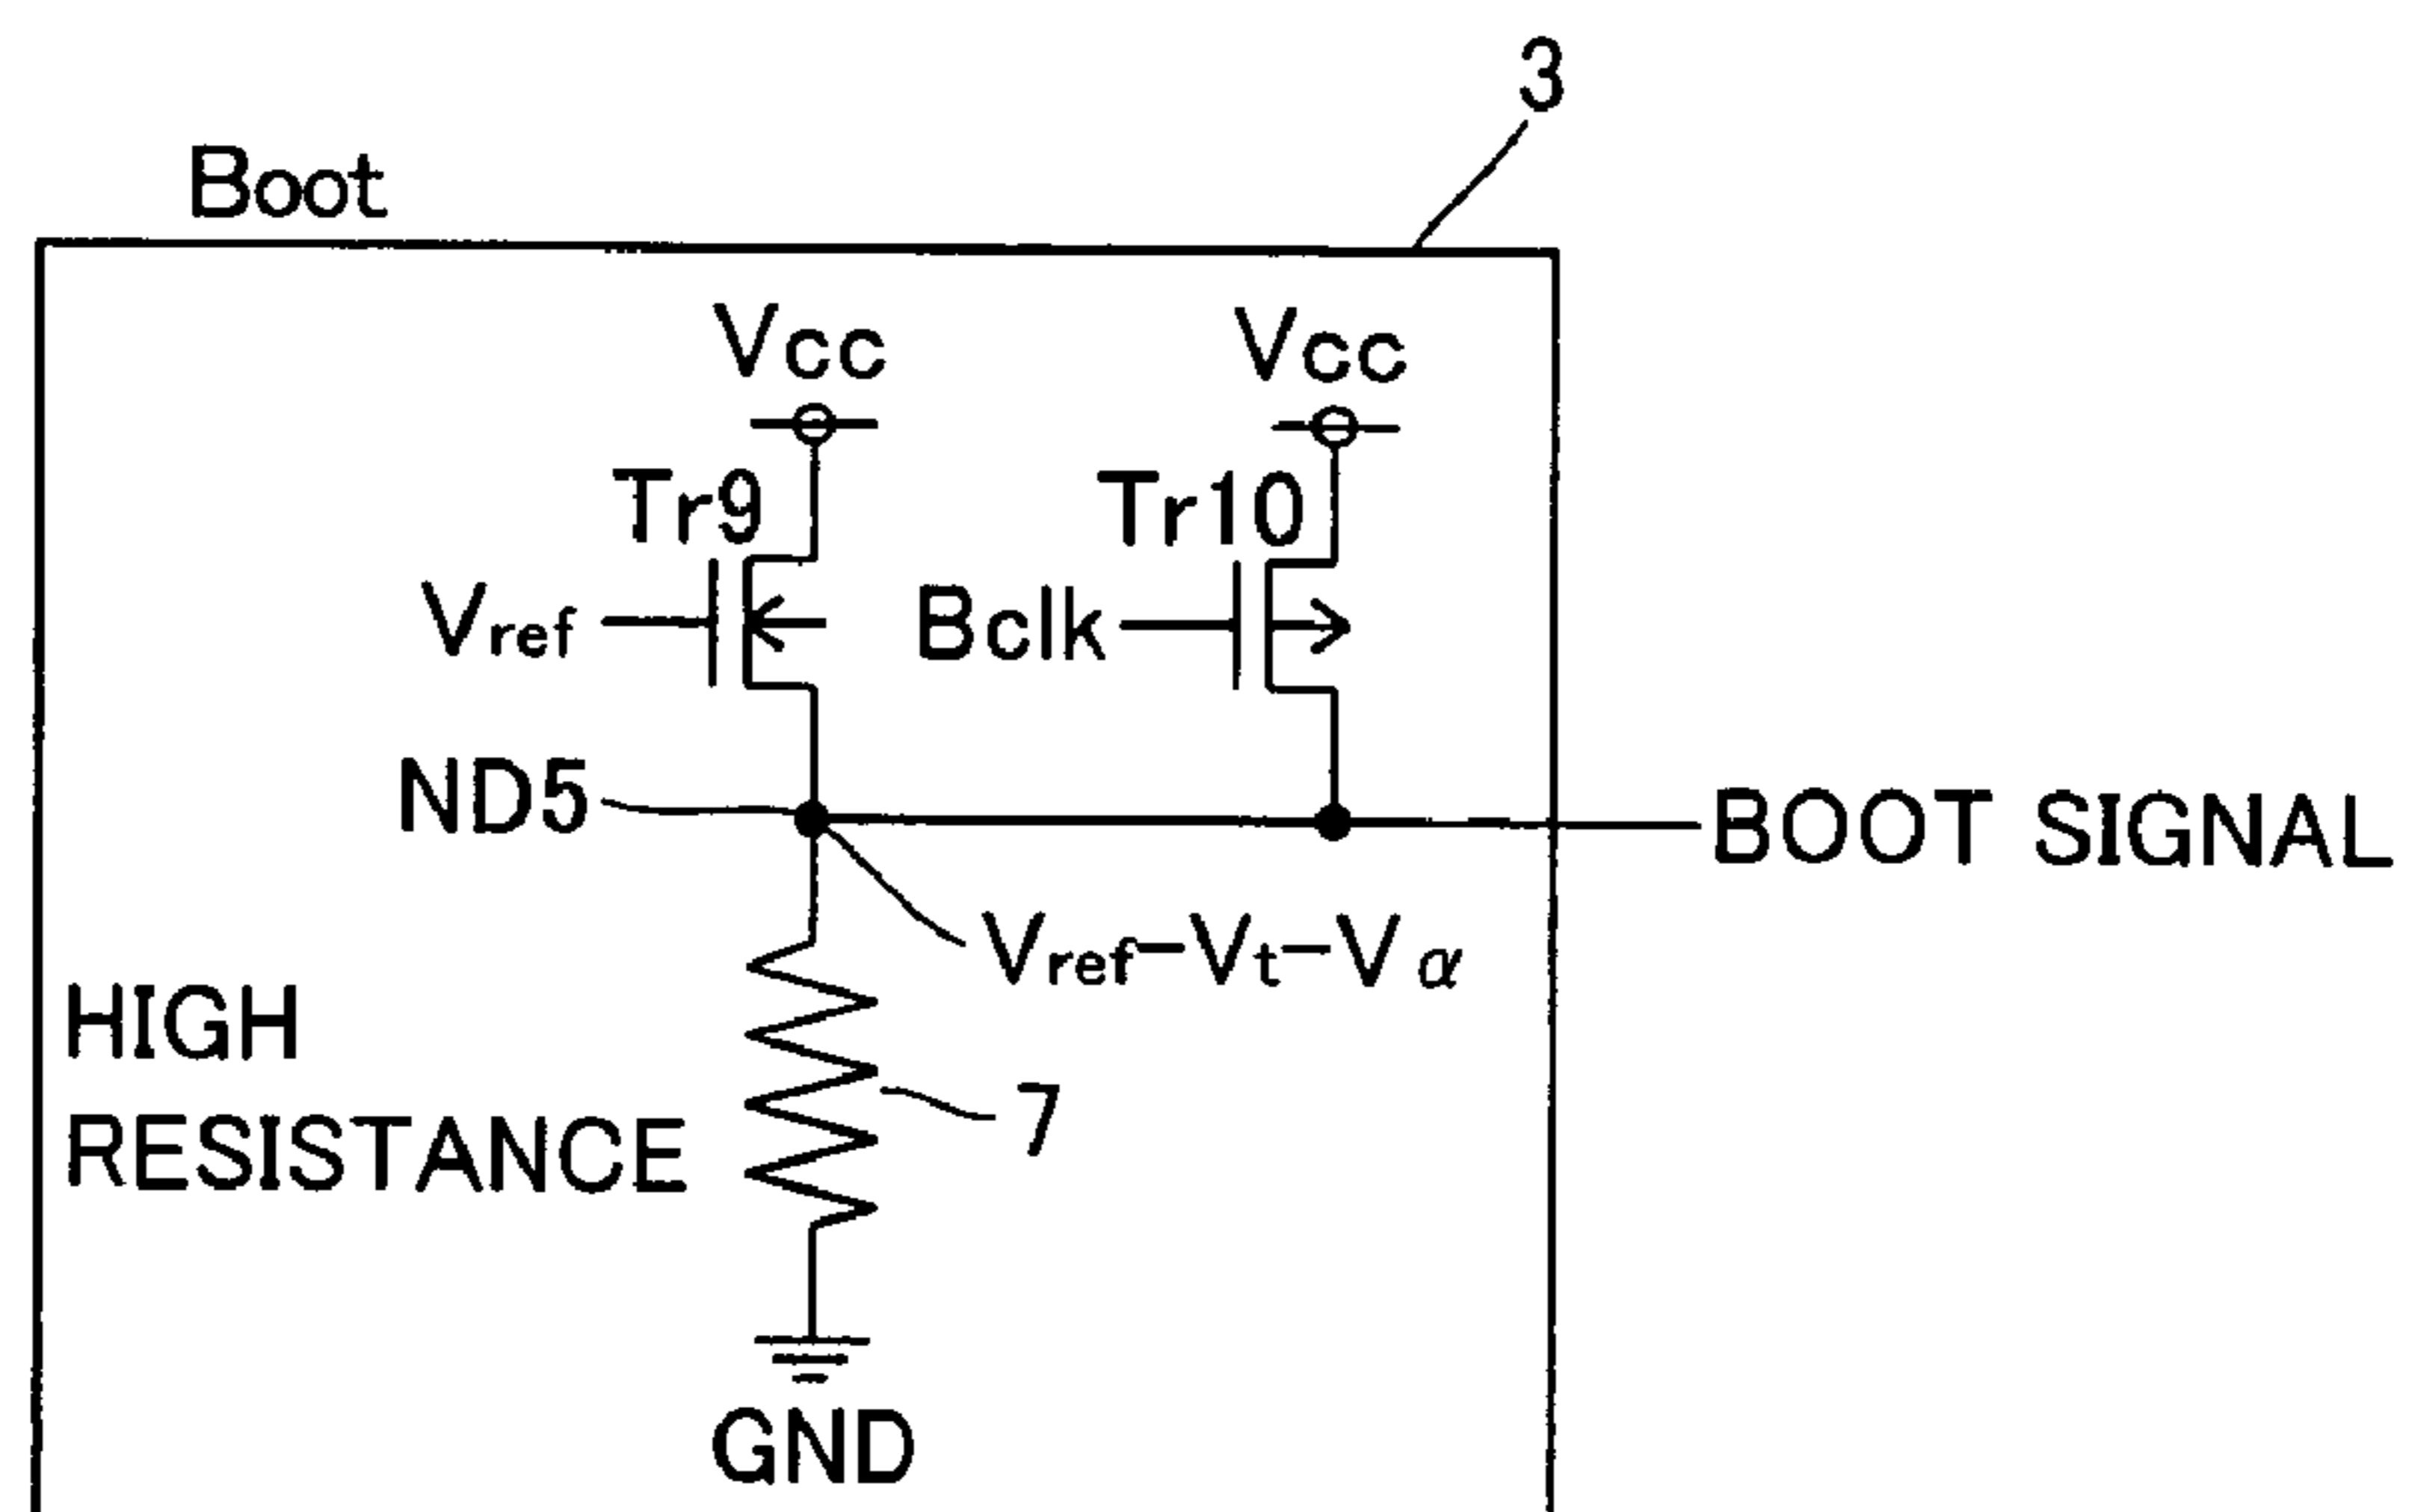 3
Boot
Vcc
Vcc
Tr9
Tr10
Vref
Bclk
ND5
BOOT SIGNAL
Vref-Vt-Vα
HIGH
RESISTANCE
7
GND